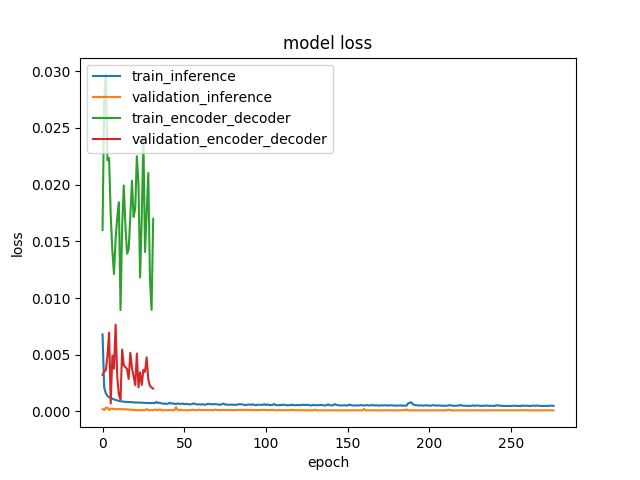 model loss
train_inference
validation_inference
train_encoder_decoder
validation_encoder_decoder
0.030
0.025
0.020
0.015
0.010
0.005
0.000
loss
0 50 100 150 200 250
epoch